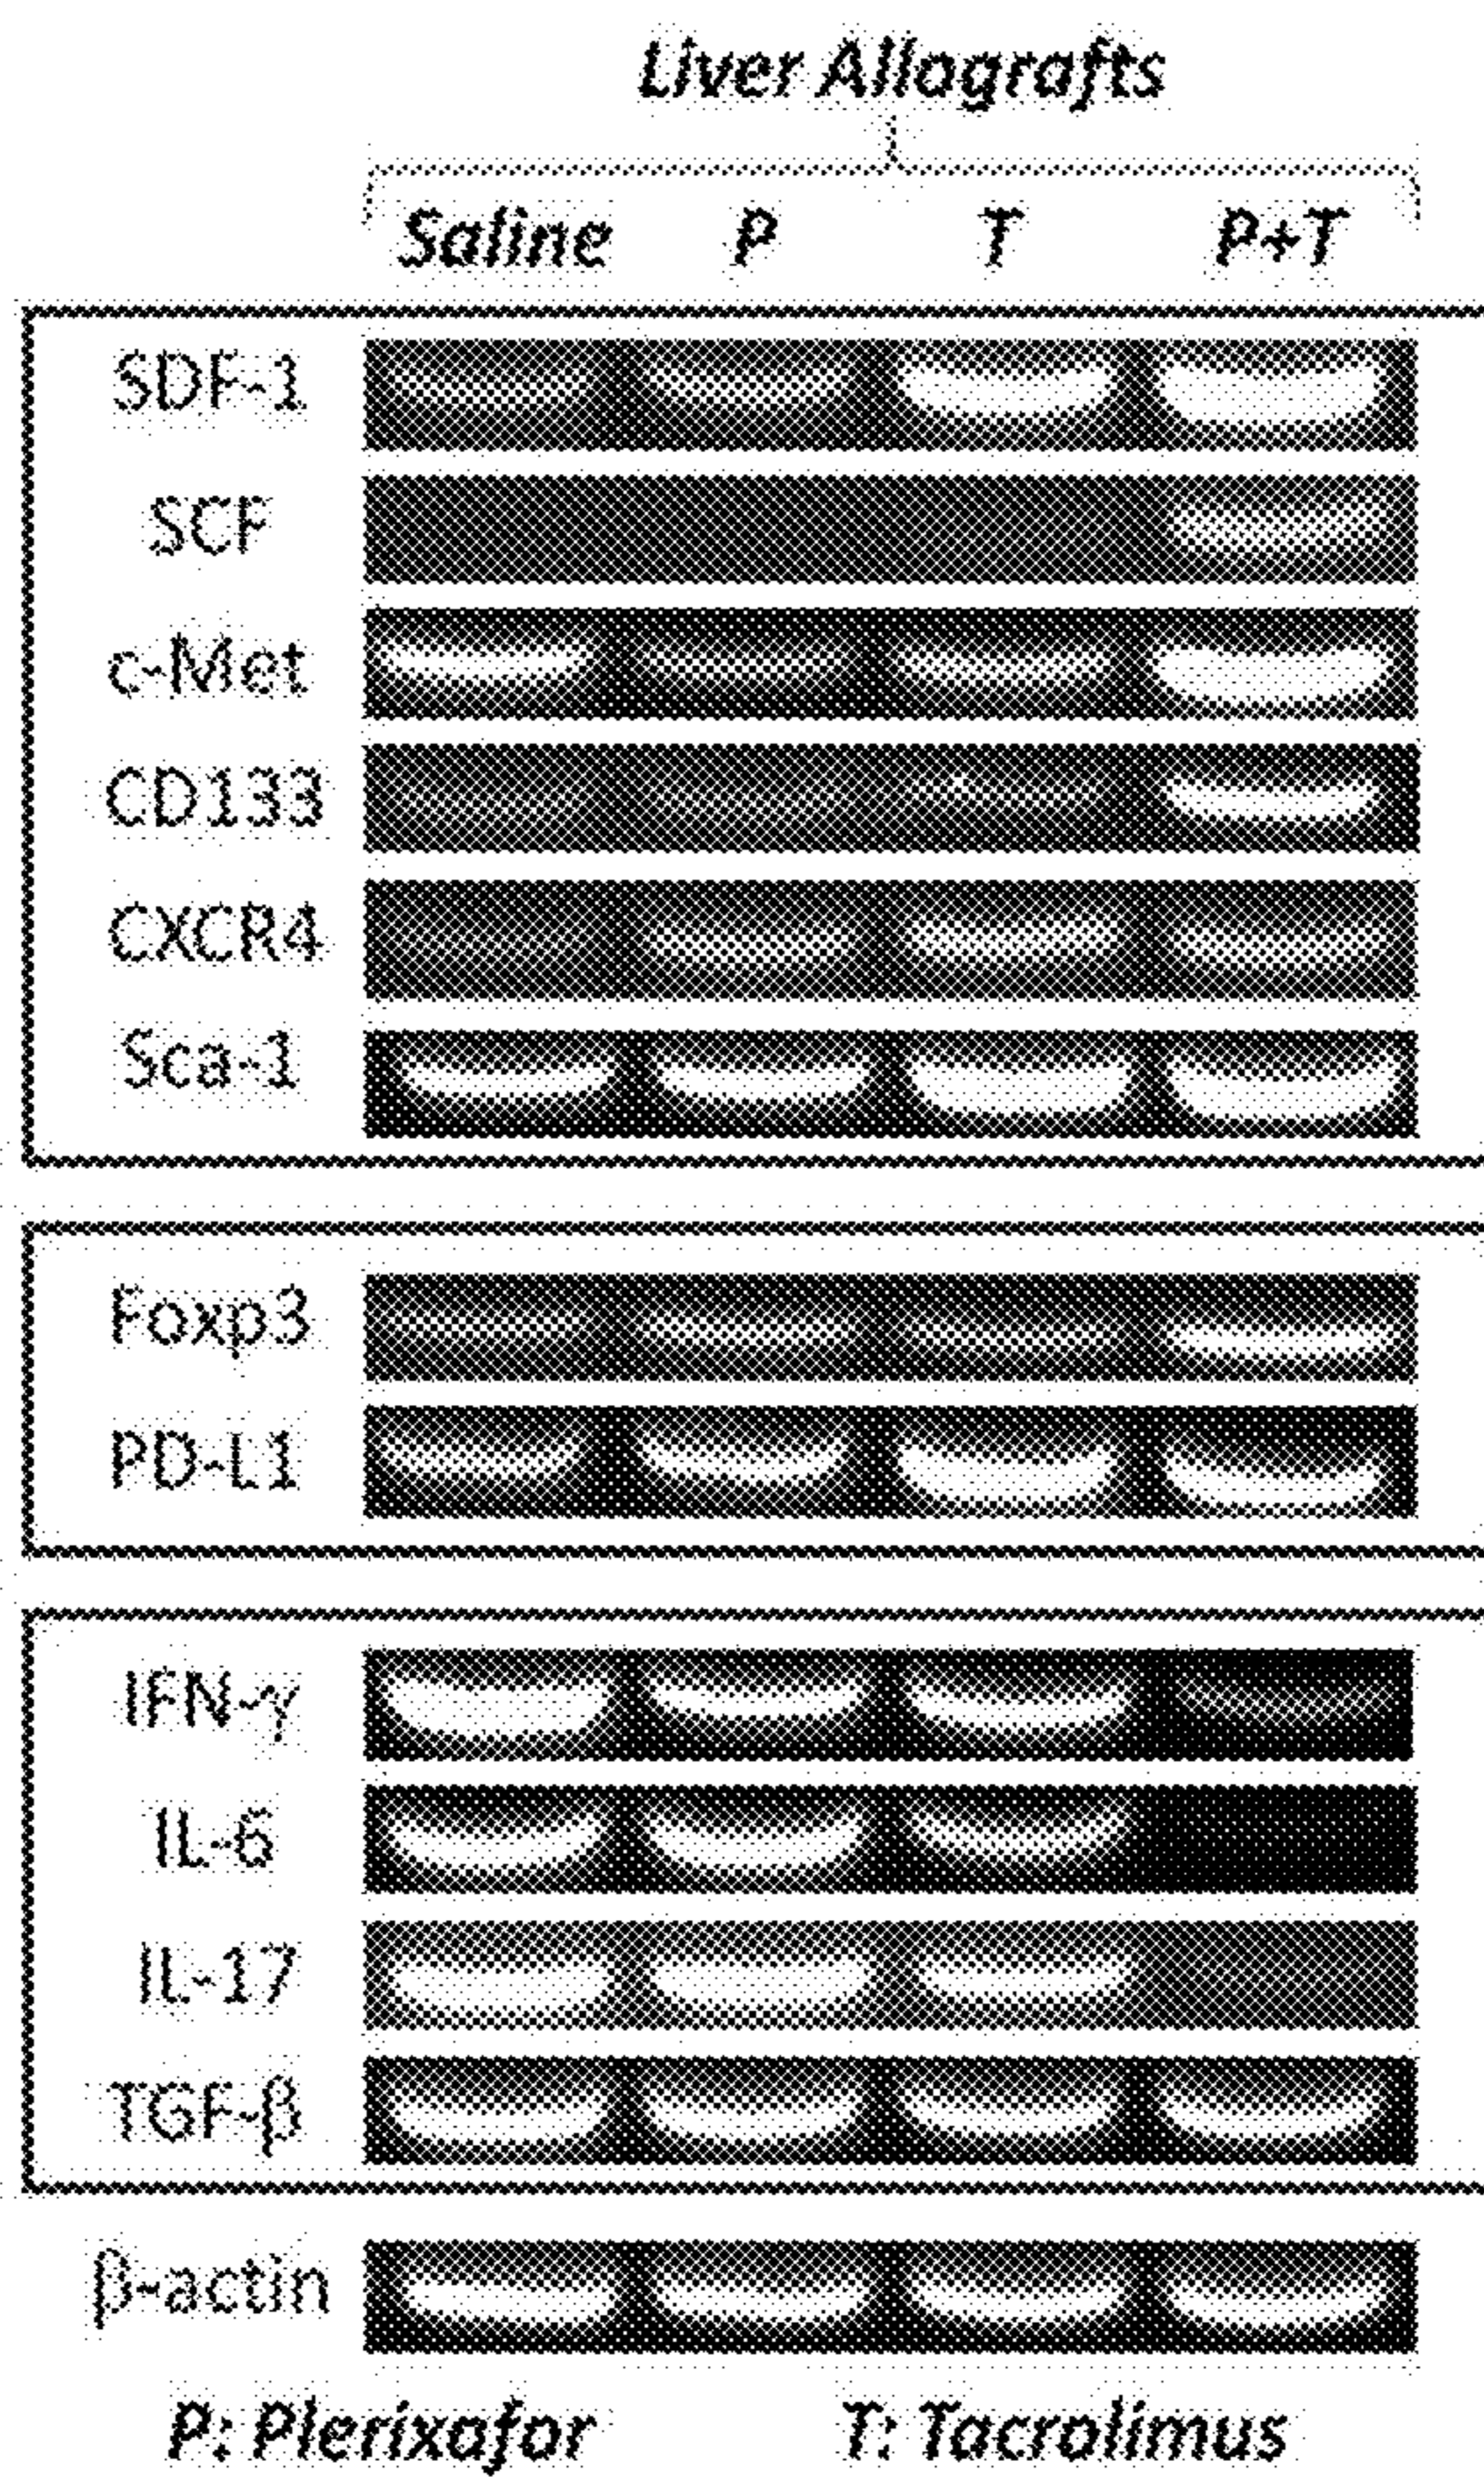 Liver Allografts
Saline P T P+T
SDF-1
SCF
c-Met
CD133
CXCR4
Sca-1
Foxp3
PD-L1
IFN-γ
IL-6
IL-17
TGF-β
β-actin
P: Plerixafor T: Tacrolimus